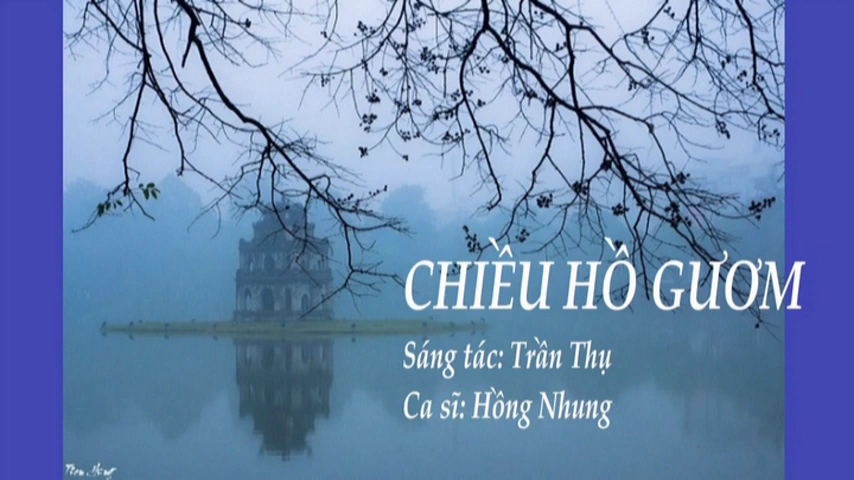 CHIỀU HỒ GƯƠM
Sáng tác: Trần Thụ
Ca sĩ: Hồng Nhung